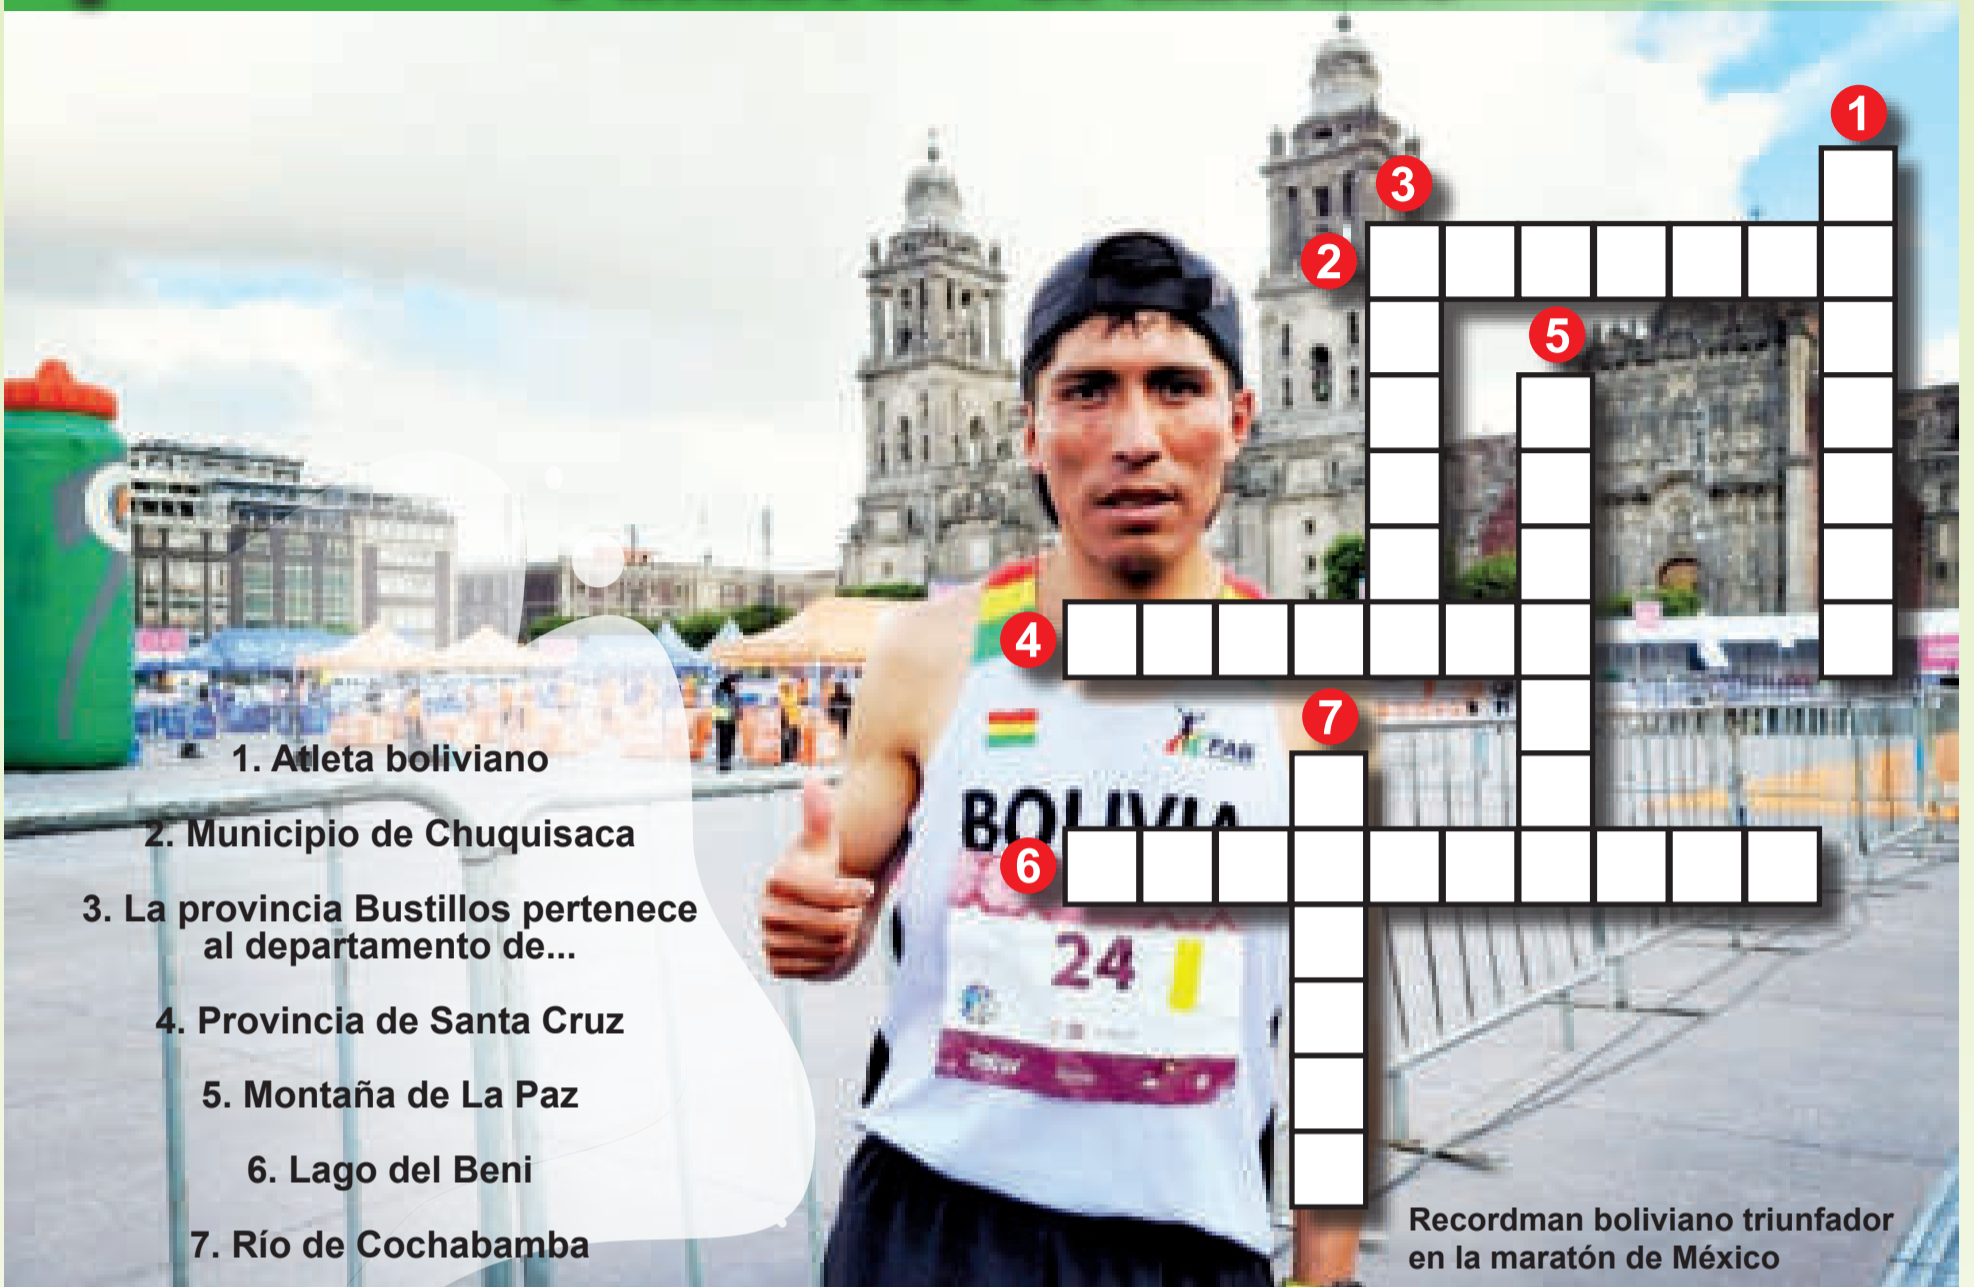 1
3
2
5
4
7
6
1. Atleta boliviano
2. Municipio de Chuquisaca
3. La provincia Bustillos pertenece
al departamento de...
4. Provincia de Santa Cruz
5. Montaña de La Paz
6. Lago del Beni
7. Río de Cochabamba
BOLIVIA
24
Recordman boliviano triunfador
en la maratón de México